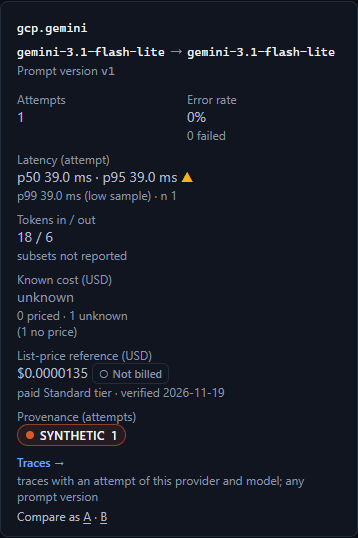 gcp.gemini
gemini-3.1-flash-lite → gemini-3.1-flash-lite
Prompt version v1
Attempts
1
Error rate
0%
0 failed
Latency (attempt)
p50 39.0 ms · p95 39.0 ms
p99 39.0 ms (low sample) · n 1
Tokens in / out
18 / 6
subsets not reported
Known cost (USD)
unknown
0 priced · 1 unknown
(1 no price)
List-price reference (USD)
$0.0000135 Not billed
paid Standard tier · verified 2026-11-19
Provenance (attempts)
SYNTHETIC 1
Traces →
traces with an attempt of this provider and model; any
prompt version
Compare as A · B